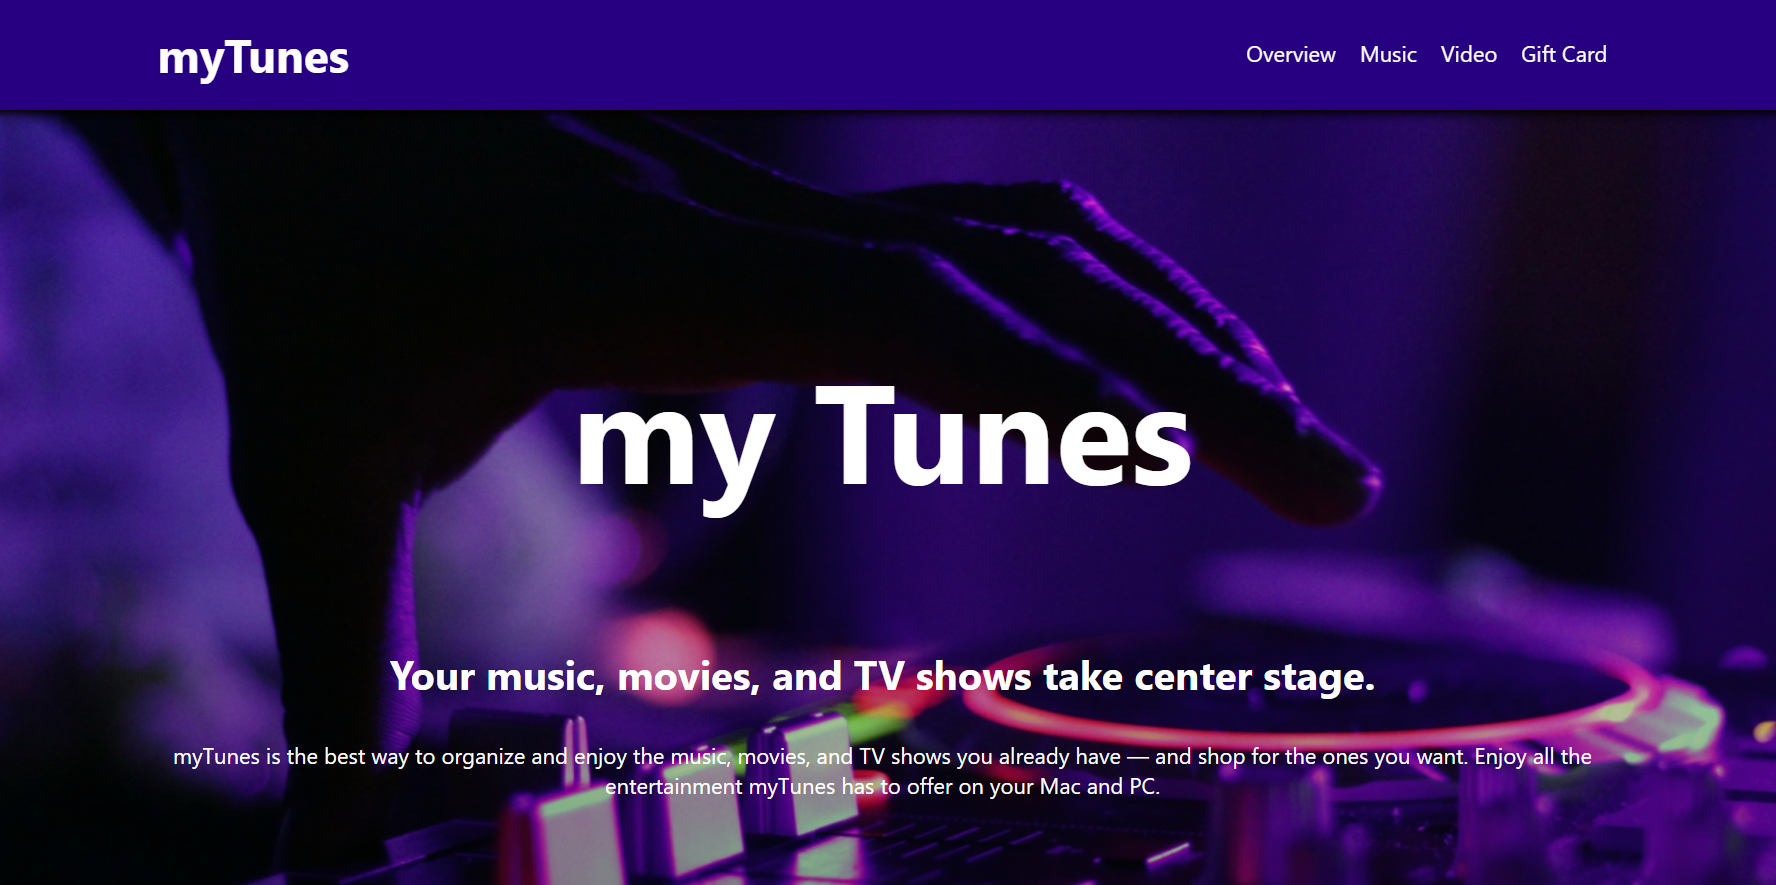 myTunes
Overview Music Video Gift Card
my Tunes
Your music, movies, and TV shows take center stage.
myTunes is the best way to organize and enjoy the music, movies, and TV shows you already have — and shop for the ones you want. Enjoy all the
entertainment myTunes has to offer on your Mac and PC.